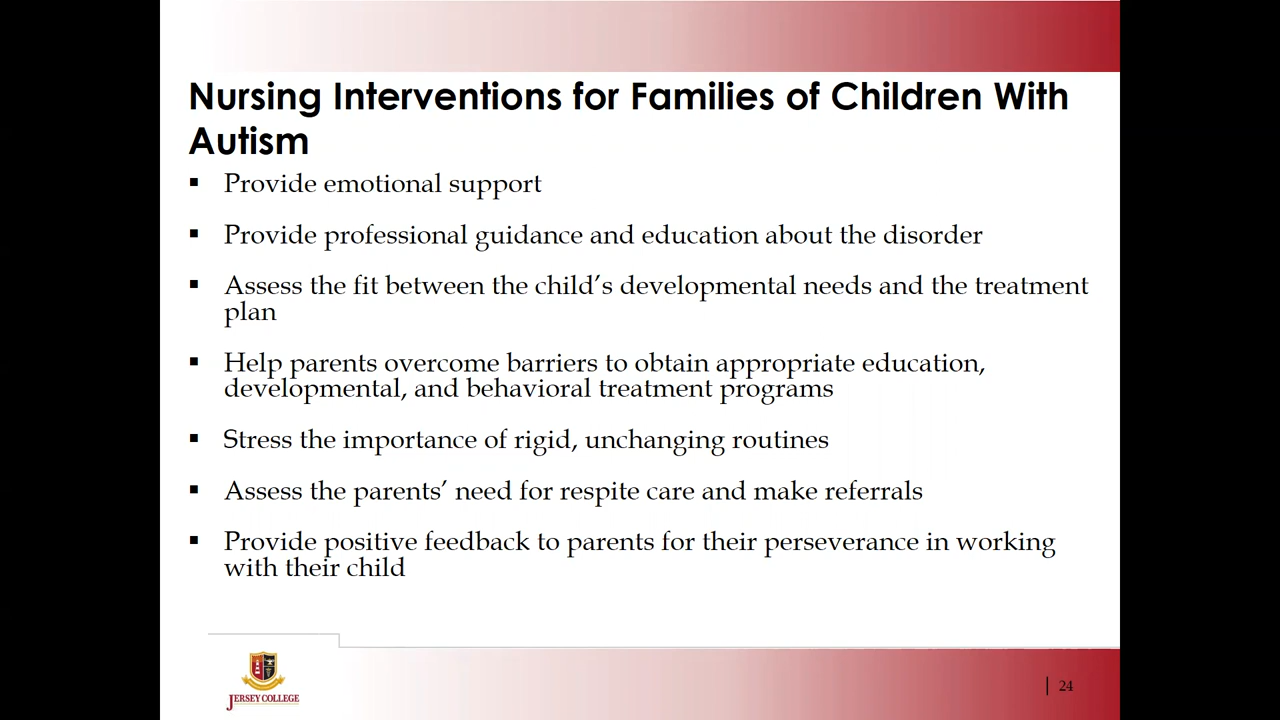 Nursing Interventions for Families of Children With
Autism
▪ Provide emotional support
▪ Provide professional guidance and education about the disorder
▪ Assess the fit between the child’s developmental needs and the treatment
plan
▪ Help parents overcome barriers to obtain appropriate education,
developmental, and behavioral treatment programs
▪ Stress the importance of rigid, unchanging routines
▪ Assess the parents’ need for respite care and make referrals
▪ Provide positive feedback to parents for their perseverance in working
with their child
JERSEY COLLEGE
| 24